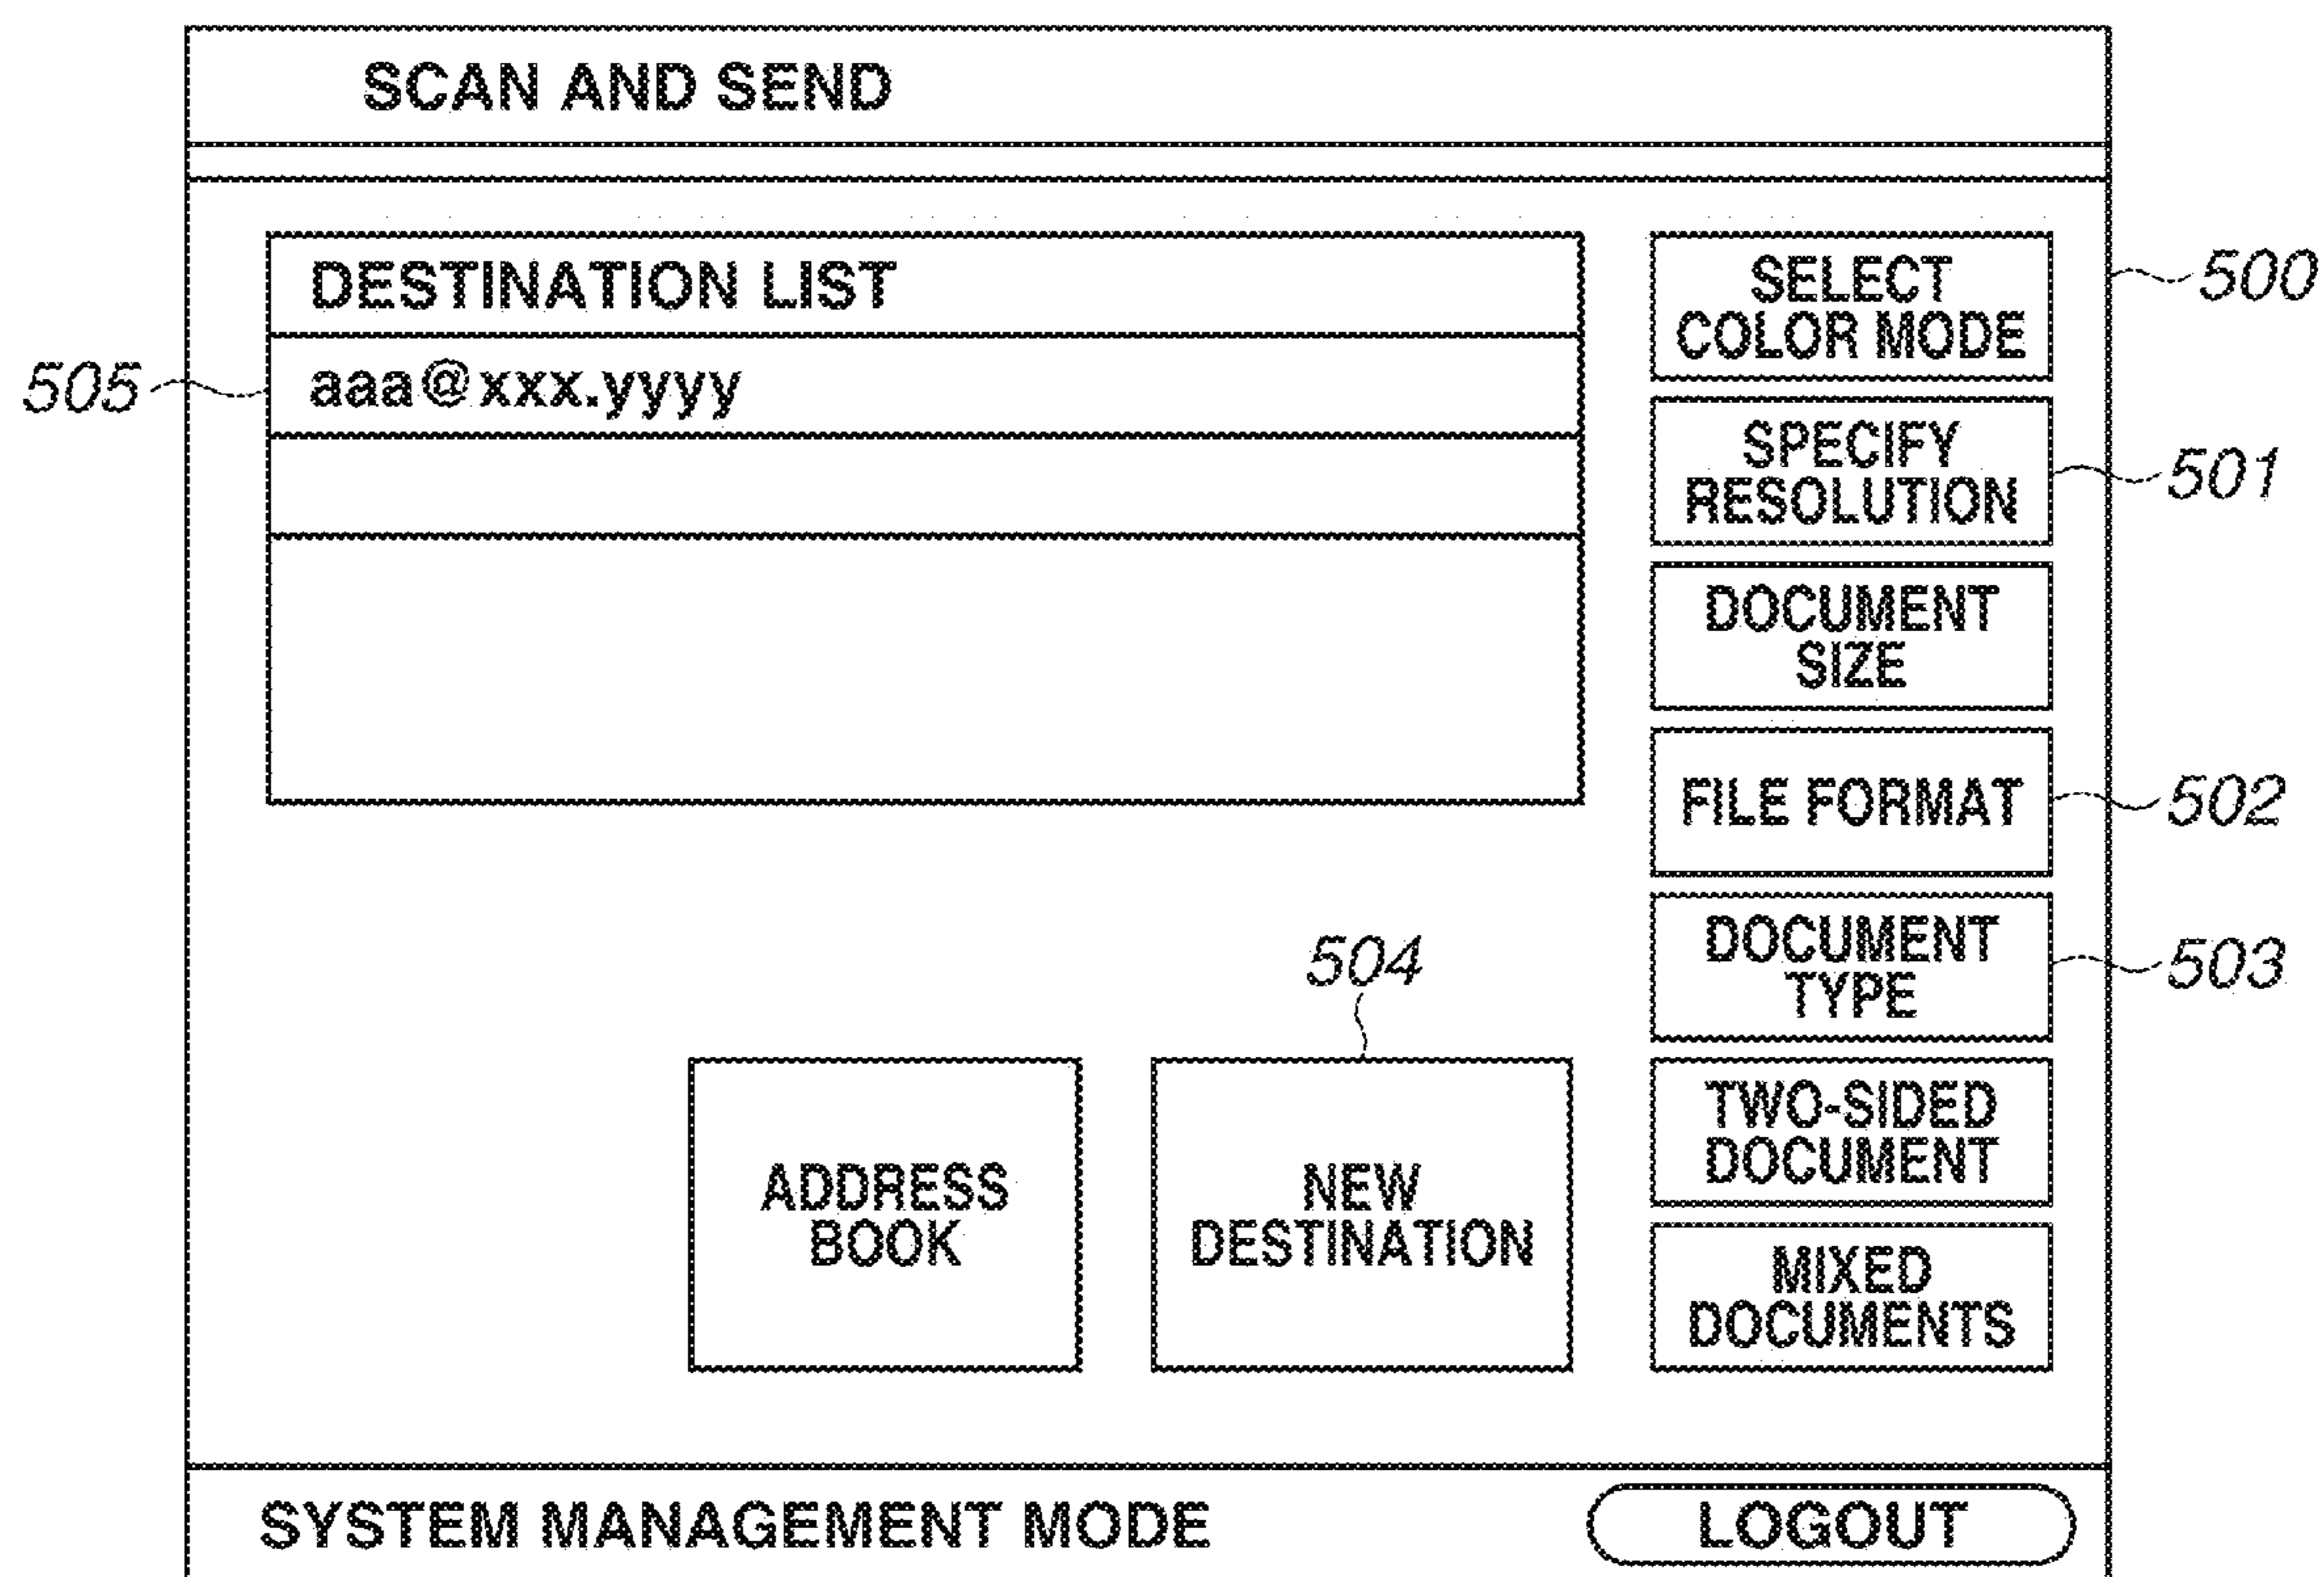 SCAN AND SEND
DESTINATION LIST
505
aaa@xxx.yyyy
SELECT
COLOR MODE
500
SPECIFY
RESOLUTION
501
DOCUMENT
SIZE
FILE FORMAT
502
DOCUMENT
TYPE
503
504
ADDRESS
BOOK
NEW
DESTINATION
TWO-SIDED
DOCUMENT
MIXED
DOCUMENTS
SYSTEM MANAGEMENT MODE
LOGOUT